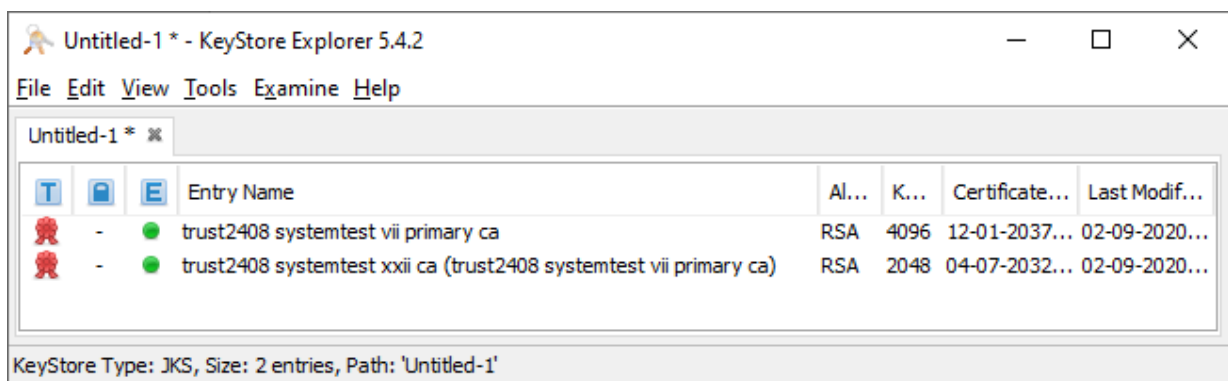 Untitled-1 * - KeyStore Explorer 5.4.2
File Edit View Tools Examine Help
Untitled-1 *
T E Entry Name Al... K... Certificate... Last Modif...
- trust2408 systemtest vii primary ca RSA 4096 12-01-2037... 02-09-2020...
- trust2408 systemtest xxii ca (trust2408 systemtest vii primary ca) RSA 2048 04-07-2032... 02-09-2020...
KeyStore Type: JKS, Size: 2 entries, Path: 'Untitled-1'